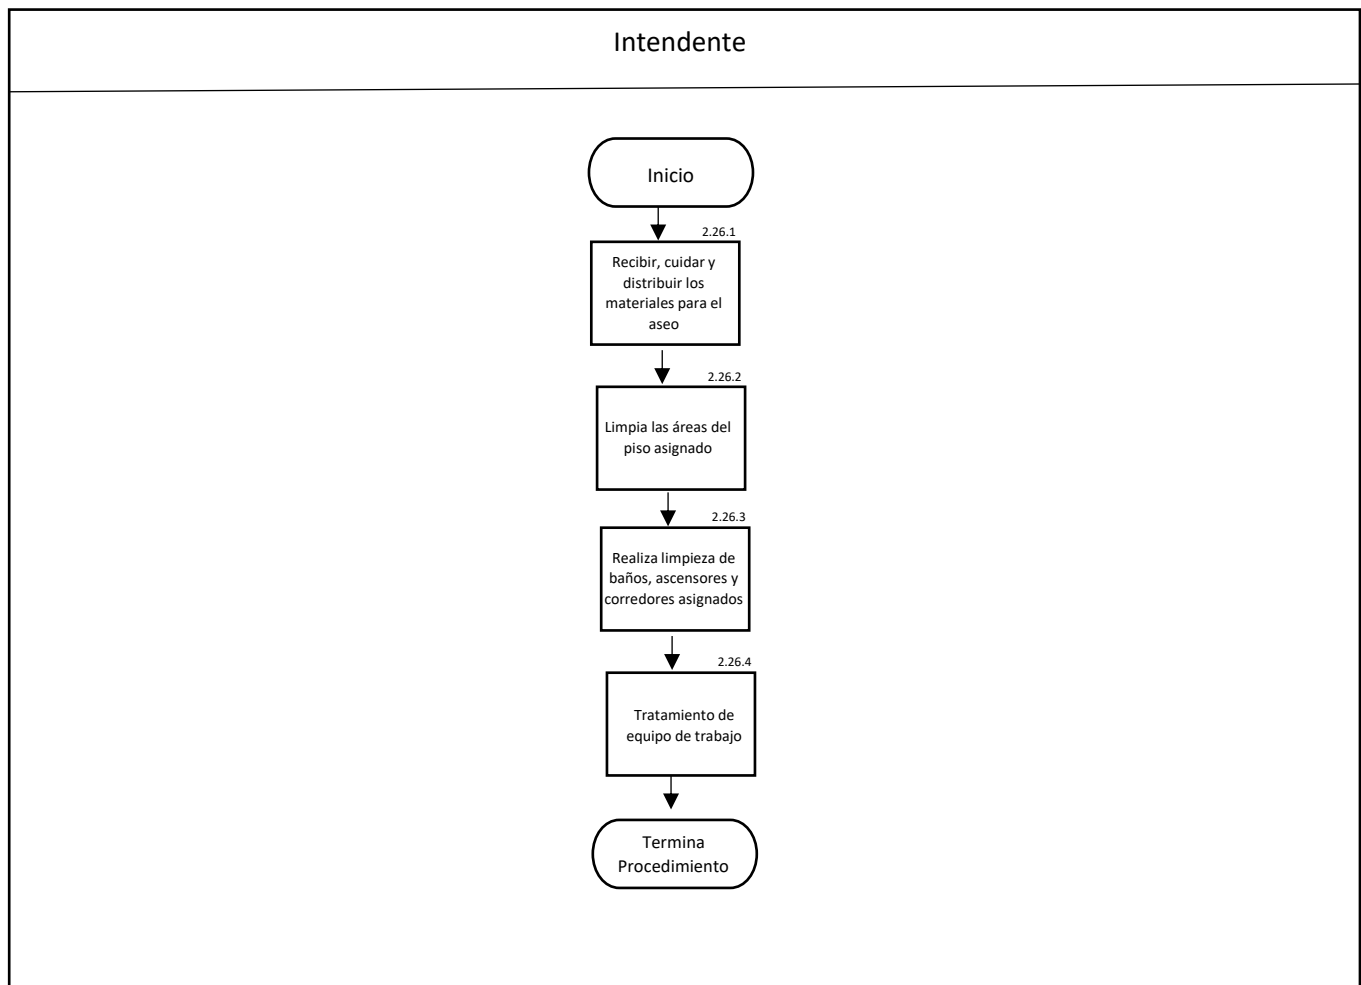 Intendente
Inicio
2.26.1
Recibir, cuidar y
distribuir los
materiales para el
aseo
2.26.2
Limpia las áreas del
piso asignado
2.26.3
Realiza limpieza de
baños, ascensores y
corredores asignados
2.26.4
Tratamiento de
equipo de trabajo
Termina
Procedimiento